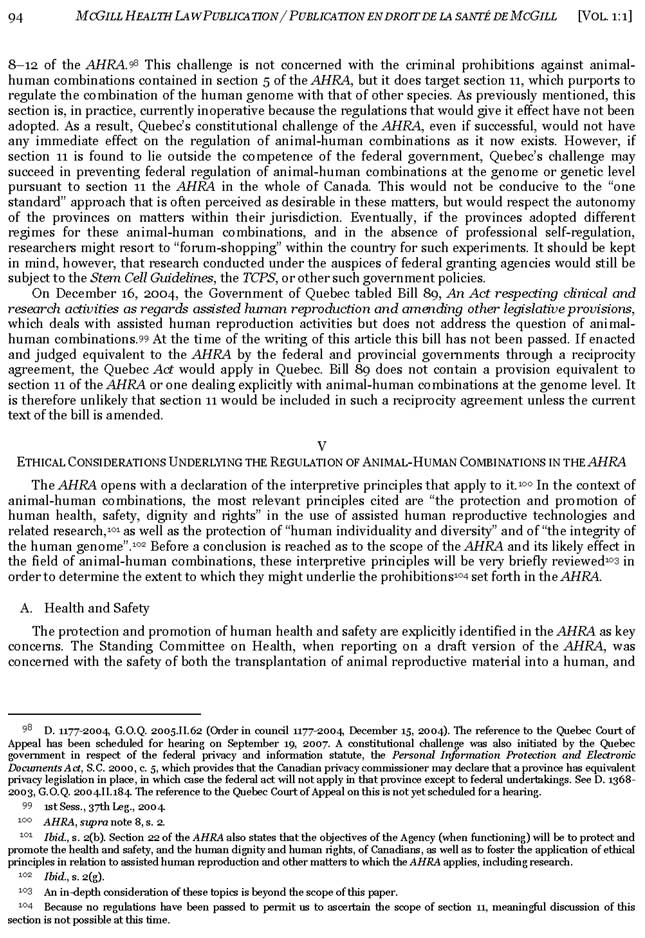 94 MCGILL HEALTH LAW PUBLICATION / PUBLICATION EN DROIT DE LA SANTÉ DE MCGILL [VOL. 1:1]
8–12 of the AHRA.98 This challenge is not concerned with the criminal prohibitions against animal-
human combinations contained in section 5 of the AHRA, but it does target section 11, which purports to
regulate the combination of the human genome with that of other species. As previously mentioned, this
section is, in practice, currently inoperative because the regulations that would give it effect have not been
adopted. As a result, Quebec's constitutional challenge of the AHRA, even if successful, would not have
any immediate effect on the regulation of animal-human combinations as it now exists. However, if
section 11 is found to lie outside the competence of the federal government, Quebec's challenge may
succeed in preventing federal regulation of animal-human combinations at the genome or genetic level
pursuant to section 11 the AHRA in the whole of Canada. This would not be conducive to the "one
standard" approach that is often perceived as desirable in these matters, but would respect the autonomy
of the provinces on matters within their jurisdiction. Eventually, if the provinces adopted different
regimes for these animal-human combinations, and in the absence of professional self-regulation,
researchers might resort to "forum-shopping" within the country for such experiments. It should be kept
in mind, however, that research conducted under the auspices of federal granting agencies would still be
subject to the Stem Cell Guidelines, the TCPS, or other such government policies.
On December 16, 2004, the Government of Quebec tabled Bill 89, An Act respecting clinical and
research activities as regards assisted human reproduction and amending other legislative provisions,
which deals with assisted human reproduction activities but does not address the question of animal-
human combinations.99 At the time of the writing of this article this bill has not been passed. If enacted
and judged equivalent to the AHRA by the federal and provincial governments through a reciprocity
agreement, the Quebec Act would apply in Quebec. Bill 89 does not contain a provision equivalent to
section 11 of the AHRA or one dealing explicitly with animal-human combinations at the genome level. It
is therefore unlikely that section 11 would be included in such a reciprocity agreement unless the current
text of the bill is amended.
V
ETHICAL CONSIDERATIONS UNDERLYING THE REGULATION OF ANIMAL-HUMAN COMBINATIONS IN THE AHRA
The AHRA opens with a declaration of the interpretive principles that apply to it.100 In the context of
animal-human combinations, the most relevant principles cited are "the protection and promotion of
human health, safety, dignity and rights" in the use of assisted human reproductive technologies and
related research,101 as well as the protection of "human individuality and diversity" and of "the integrity of
the human genome".102 Before a conclusion is reached as to the scope of the AHRA and its likely effect in
the field of animal-human combinations, these interpretive principles will be very briefly reviewed103 in
order to determine the extent to which they might underlie the prohibitions104 set forth in the AHRA.
A. Health and Safety
The protection and promotion of human health and safety are explicitly identified in the AHRA as key
concerns. The Standing Committee on Health, when reporting on a draft version of the AHRA, was
concerned with the safety of both the transplantation of animal reproductive material into a human, and
98 D. 1177-2004, G.O.Q. 2005.II.62 (Order in council 1177-2004, December 15, 2004). The reference to the Quebec Court of
Appeal has been scheduled for hearing on September 19, 2007. A constitutional challenge was also initiated by the Quebec
government in respect of the federal privacy and information statute, the Personal Information Protection and Electronic
Documents Act, S.C. 2000, c. 5, which provides that the Canadian privacy commissioner may declare that a province has equivalent
privacy legislation in place, in which case the federal act will not apply in that province except to federal undertakings. See D. 1368-
2003, G.O.Q. 2004.II.184. The reference to the Quebec Court of Appeal on this is not yet scheduled for a hearing.
99 1st Sess., 37th Leg., 2004.
100 AHRA, supra note 8, s. 2.
101 Ibid., s. 2(b). Section 22 of the AHRA also states that the objectives of the Agency (when functioning) will be to protect and
promote the health and safety, and the human dignity and human rights, of Canadians, as well as to foster the application of ethical
principles in relation to assisted human reproduction and other matters to which the AHRA applies, including research.
102 Ibid., s. 2(g).
103 An in-depth consideration of these topics is beyond the scope of this paper.
104 Because no regulations have been passed to permit us to ascertain the scope of section 11, meaningful discussion of this
section is not possible at this time.